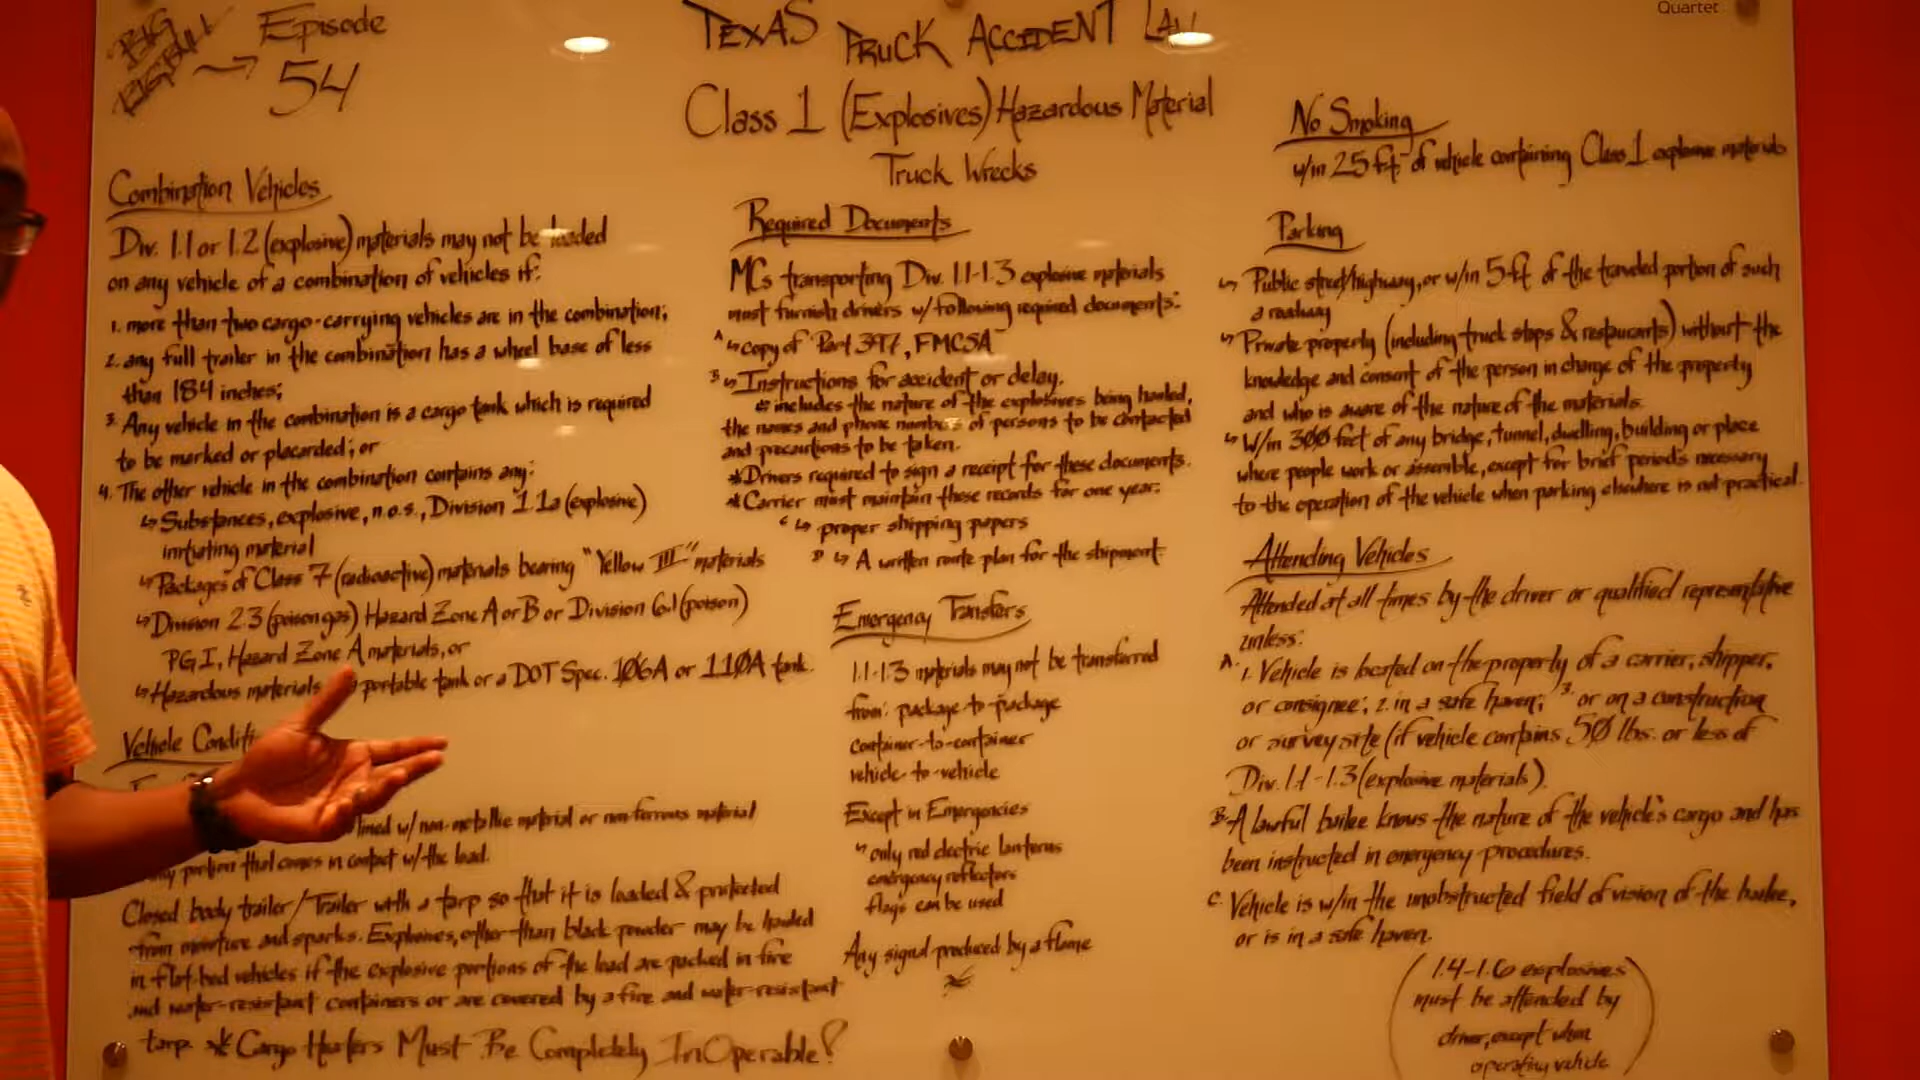 BIG
BIGBULL → Episode
54
TEXAS TRUCK ACCIDENT LAW
Class 1 (Explosives) Hazardous Material
Truck Wrecks
Quartet
Combination Vehicles
Div. 1.1 or 1.2 (explosive) materials may not be loaded
on any vehicle of a combination of vehicles if:
1. more than two cargo-carrying vehicles are in the combination;
2. any full trailer in the combination has a wheel base of less
than 184 inches;
3. Any vehicle in the combination is a cargo tank which is required
to be marked or placarded; or
4. The other vehicle in the combination contains any:
↳ Substances, explosive, n.o.s., Division 1.1a (explosive)
initiating material
↳ Packages of Class 7 (radioactive) materials bearing "Yellow III" materials
↳ Division 2.3 (poison gas) Hazard Zone A or B or Division 6.1 (poison)
PG I, Hazard Zone A materials, or
↳ Hazardous materials portable tank or a DOT Spec. 106A or 110A tank.
Vehicle Conditi
lined w/ non-metallic material or non-ferrous material
any portion that comes in contact w/ the load.
Closed body trailer/Trailer with a tarp so that it is loaded & protected
from moisture and sparks. Explosives, other than black powder may be hauled
in flat-bed vehicles if the explosive portions of the load are packed in fire
and water-resistant containers or are covered by a fire and water-resistant
tarp. * Cargo Heaters Must Be Completely InOperable!
Required Documents
MCs transporting Div. 1.1-1.3 explosive materials
must furnish drivers w/ following required documents:
A ↳ copy of Part 397, FMCSA
B ↳ Instructions for accident or delay.
* includes the nature of the explosives being hauled,
the names and phone numbers of persons to be contacted
and precautions to be taken.
* Drivers required to sign a receipt for these documents.
* Carrier must maintain these records for one year.
C ↳ proper shipping papers
D ↳ A written route plan for the shipment
Emergency Transfers
1.1-1.3 materials may not be transferred
from: package-to-package
container-to-container
vehicle-to-vehicle
Except in Emergencies
↳ only red electric lanterns
emergency reflectors
flags can be used
Any signal produced by a flame
No Smoking
w/in 25 ft. of vehicle containing Class 1 explosive materials
Parking
↳ Public street/highway, or w/in 5 ft of the traveled portion of such
a roadway
↳ Private property (including truck stops & restaurants) without the
knowledge and consent of the person in charge of the property
and who is aware of the nature of the materials.
↳ W/in 300 feet of any bridge, tunnel, dwelling, building or place
where people work or assemble, except for brief periods necessary
to the operation of the vehicle when parking elsewhere is not practical.
Attending Vehicles
Attended at all times by the driver or qualified representative
unless:
A. 1. Vehicle is located on the property of a carrier, shipper,
or consignee; 2. in a safe haven; 3. or on a construction
or survey site (if vehicle contains 50 lbs. or less of
Div. 1.1-1.3 (explosive materials).
B. A lawful bailee knows the nature of the vehicle's cargo and has
been instructed in emergency procedures.
C. Vehicle is w/in the unobstructed field of vision of the bailee,
or is in a safe haven.
(1.4-1.6 explosives
must be attended by
driver, except when
operating vehicle